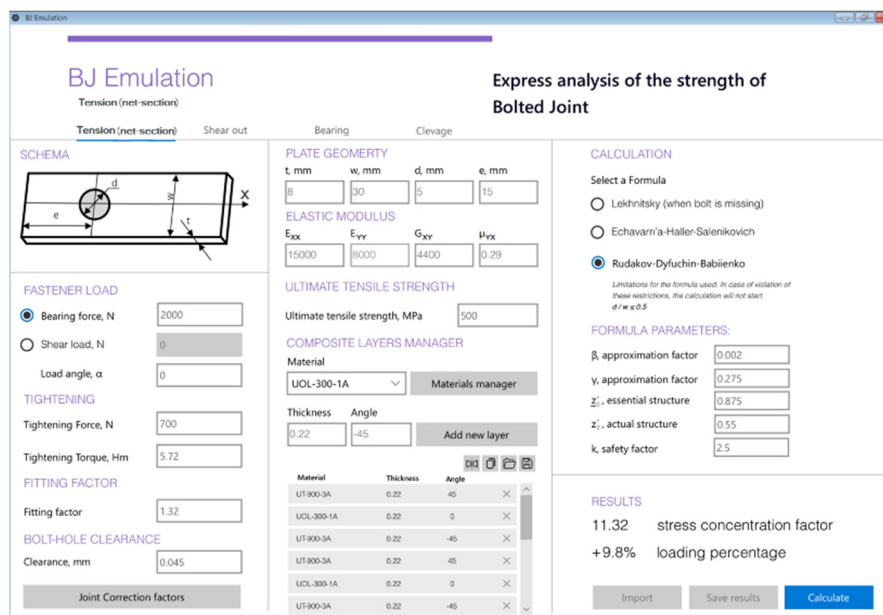 BJ Emulation
BJ Emulation
Tension (net-section)
Express analysis of the strength of
Bolted Joint
Tension (net-section) Shear out Bearing Clevage
SCHEMA
d
w
X
e
t
FASTENER LOAD
Bearing force, N 2000
Shear load, N 0
Load angle, α 0
TIGHTENING
Tightening Force, N 700
Tightening Torque, Hm 5.72
FITTING FACTOR
Fitting factor 1.32
BOLT-HOLE CLEARANCE
Clearance, mm 0.045
Joint Correction factors
PLATE GEOMERTY
t, mm w, mm d, mm e, mm
8 30 5 15
ELASTIC MODULUS
EXX EYY GXY μYX
15000 8000 4400 0.29
ULTIMATE TENSILE STRENGTH
Ultimate tensile strength, MPa 500
COMPOSITE LAYERS MANAGER
Material
UOL-300-1A Materials manager
Thickness Angle
0.22 -45 Add new layer
Material Thickness Angle
UT-900-3A 0.22 45
UOL-300-1A 0.22 0
UT-900-3A 0.22 -45
UT-900-3A 0.22 45
UOL-300-1A 0.22 0
UT-900-3A 0.22 -45
CALCULATION
Select a Formula
Lekhnitsky (when bolt is missing)
Echavarri'a-Haller-Salenikovich
Rudakov-Dyfuchin-Babiienko
Limitations for the formula used. In case of violation of
these restrictions, the calculation will not start.
d / w ≤ 0.5
FORMULA PARAMETERS:
β, approximation factor 0.002
γ, approximation factor 0.275
, essential structure 0.875
, actual structure 0.55
k, safety factor 2.5
RESULTS
11.32 stress concentration factor
+9.8% loading percentage
Import Save results Calculate